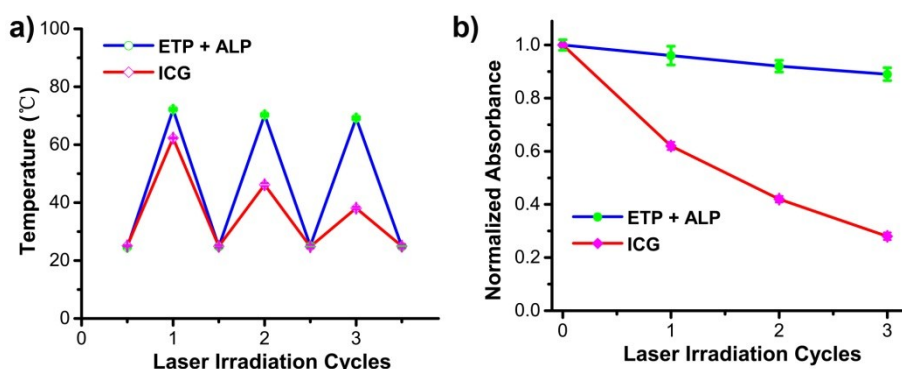 a)
ETP + ALP
ICG
Temperature (℃)
100
80
60
40
20
0
0
1
2
3
Laser Irradiation Cycles
b)
ETP + ALP
ICG
Normalized Absorbance
1.0
0.8
0.6
0.4
0.2
0.0
0
1
2
3
Laser Irradiation Cycles